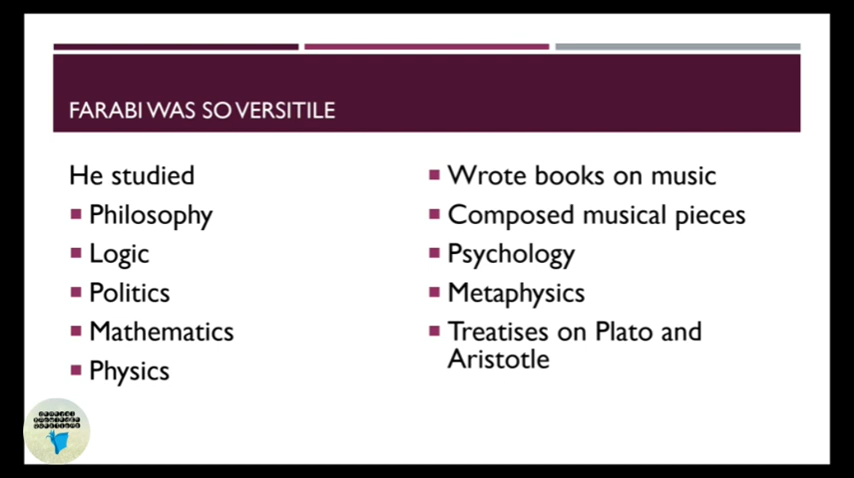 FARABI WAS SO VERSITILE
He studied
Philosophy
Logic
Politics
Mathematics
Physics
Wrote books on music
Composed musical pieces
Psychology
Metaphysics
Treatises on Plato and
Aristotle